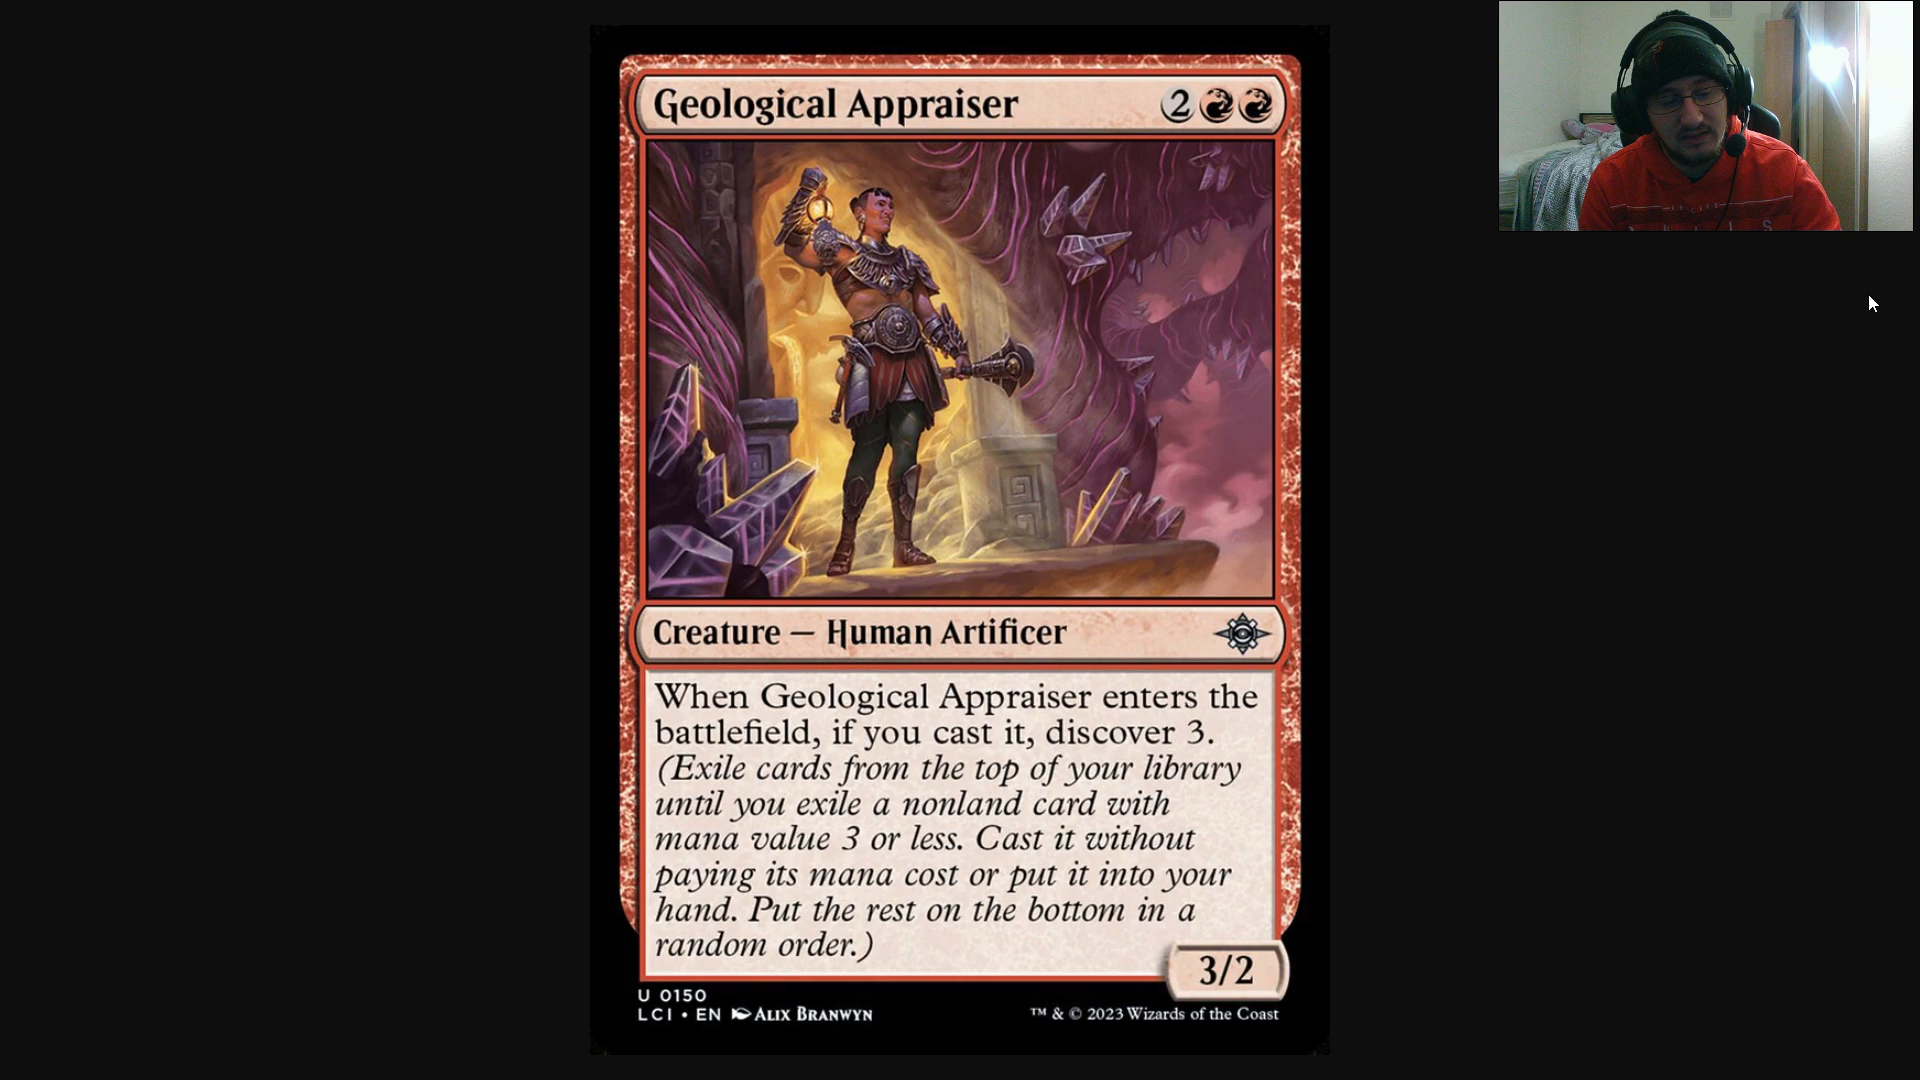 Geological Appraiser 2
Creature — Human Artificer
When Geological Appraiser enters the
battlefield, if you cast it, discover 3.
(Exile cards from the top of your library
until you exile a nonland card with
mana value 3 or less. Cast it without
paying its mana cost or put it into your
hand. Put the rest on the bottom in a
random order.)
3/2
U 0150
LCI • EN ALIX BRANWYN
™ & © 2023 Wizards of the Coast